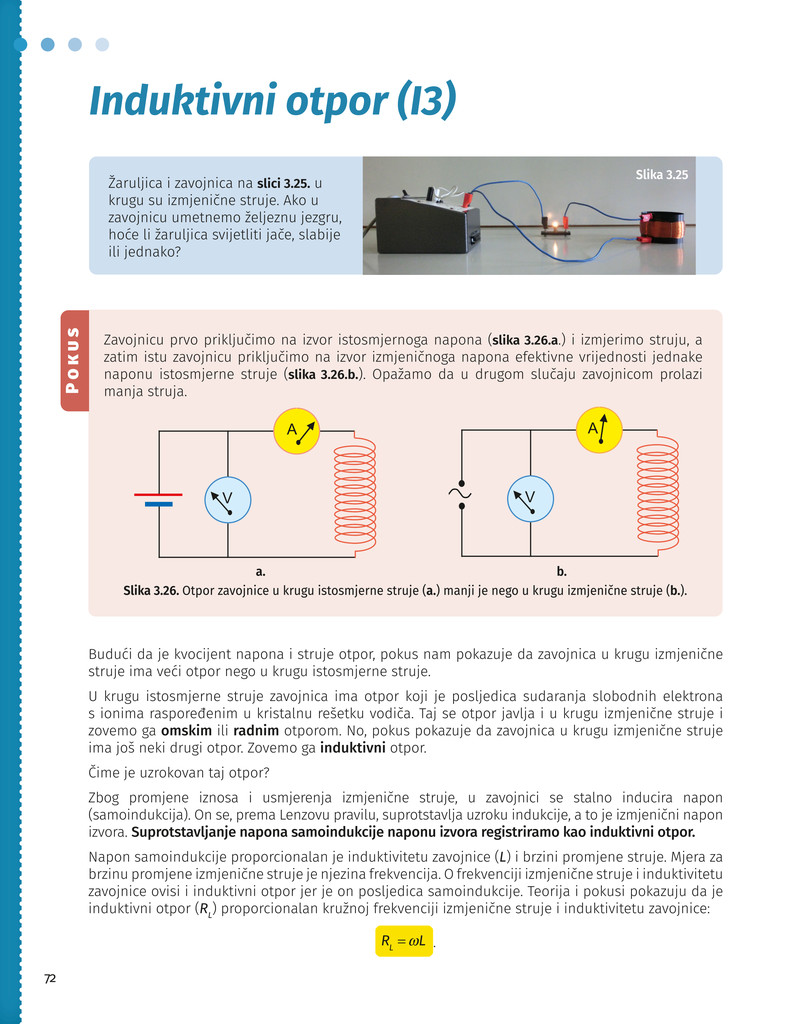 Induktivni otpor (I3)
Žaruljica i zavojnica na slici 3.25. u
krugu su izmjenične struje. Ako u
zavojnicu umetnemo željeznu jezgru,
hoće li žaruljica svijetliti jače, slabije
ili jednako?
Slika 3.25
POKUS
Zavojnicu prvo priključimo na izvor istosmjernoga napona (slika 3.26.a.) i izmjerimo struju, a
zatim istu zavojnicu priključimo na izvor izmjeničnoga napona efektivne vrijednosti jednake
naponu istosmjerne struje (slika 3.26.b.). Opažamo da u drugom slučaju zavojnicom prolazi
manja struja.
A
V
A
V
a.
b.
Slika 3.26. Otpor zavojnice u krugu istosmjerne struje (a.) manji je nego u krugu izmjenične struje (b.).
Budući da je kvocijent napona i struje otpor, pokus nam pokazuje da zavojnica u krugu izmjenične
struje ima veći otpor nego u krugu istosmjerne struje.
U krugu istosmjerne struje zavojnica ima otpor koji je posljedica sudaranja slobodnih elektrona
s ionima raspoređenim u kristalnu rešetku vodiča. Taj se otpor javlja i u krugu izmjenične struje i
zovemo ga omskim ili radnim otporom. No, pokus pokazuje da zavojnica u krugu izmjenične struje
ima još neki drugi otpor. Zovemo ga induktivni otpor.
Čime je uzrokovan taj otpor?
Zbog promjene iznosa i usmjerenja izmjenične struje, u zavojnici se stalno inducira napon
(samoindukcija). On se, prema Lenzovu pravilu, suprotstavlja uzroku indukcije, a to je izmjenični napon
izvora. Suprotstavljanje napona samoindukcije naponu izvora registriramo kao induktivni otpor.
Napon samoindukcije proporcionalan je induktivitetu zavojnice (L) i brzini promjene struje. Mjera za
brzinu promjene izmjenične struje je njezina frekvencija. O frekvenciji izmjenične struje i induktivitetu
zavojnice ovisi i induktivni otpor jer je on posljedica samoindukcije. Teorija i pokusi pokazuju da je
induktivni otpor (R_L) proporcionalan kružnoj frekvenciji izmjenične struje i induktivitetu zavojnice:
R_L = ωL .
72